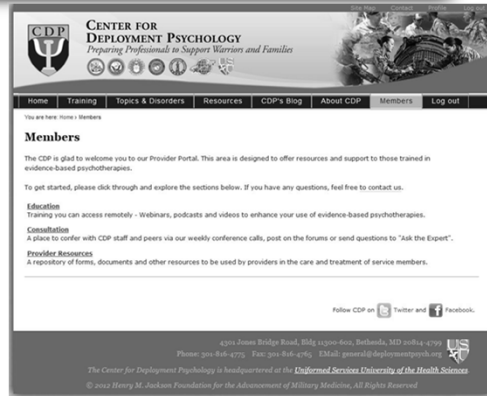 Site Map Contact Profile Log out
CDP
CENTER FOR
DEPLOYMENT PSYCHOLOGY
Preparing Professionals to Support Warriors and Families
Home Training Topics & Disorders Resources CDP's Blog About CDP Members Log out
You are here: Home › Members
Members
The CDP is glad to welcome you to our Provider Portal. This area is designed to offer resources and support to those trained in
evidence-based psychotherapies.
To get started, please click through and explore the sections below. If you have any questions, feel free to contact us.
Education
Training you can access remotely - Webinars, podcasts and videos to enhance your use of evidence-based psychotherapies.
Consultation
A place to confer with CDP staff and peers via our weekly conference calls, post on the forums or send questions to "Ask the Expert".
Provider Resources
A repository of forms, documents and other resources to be used by providers in the care and treatment of service members.
Follow CDP on Twitter and Facebook.
4301 Jones Bridge Road, Bldg 11300-602, Bethesda, MD 20814-4799
Phone: 301-816-4775 Fax: 301-816-4765 EMail: general@deploymentpsych.org
The Center for Deployment Psychology is headquartered at the Uniformed Services University of the Health Sciences.
© 2012 Henry M. Jackson Foundation for the Advancement of Military Medicine, All Rights Reserved